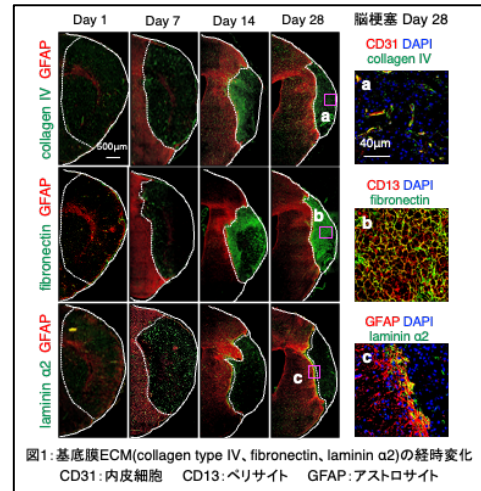 Day 1 Day 7 Day 14 Day 28 脳梗塞 Day 28
collagen IV GFAP
500μm
a
CD31 DAPI
collagen IV
a
40μm
fibronectin GFAP
b
CD13 DAPI
fibronectin
b
laminin α2 GFAP
c
GFAP DAPI
laminin α2
c
図1：基底膜ECM(collagen type IV、fibronectin、laminin α2)の経時変化
CD31：内皮細胞 CD13：ペリサイト GFAP：アストロサイト